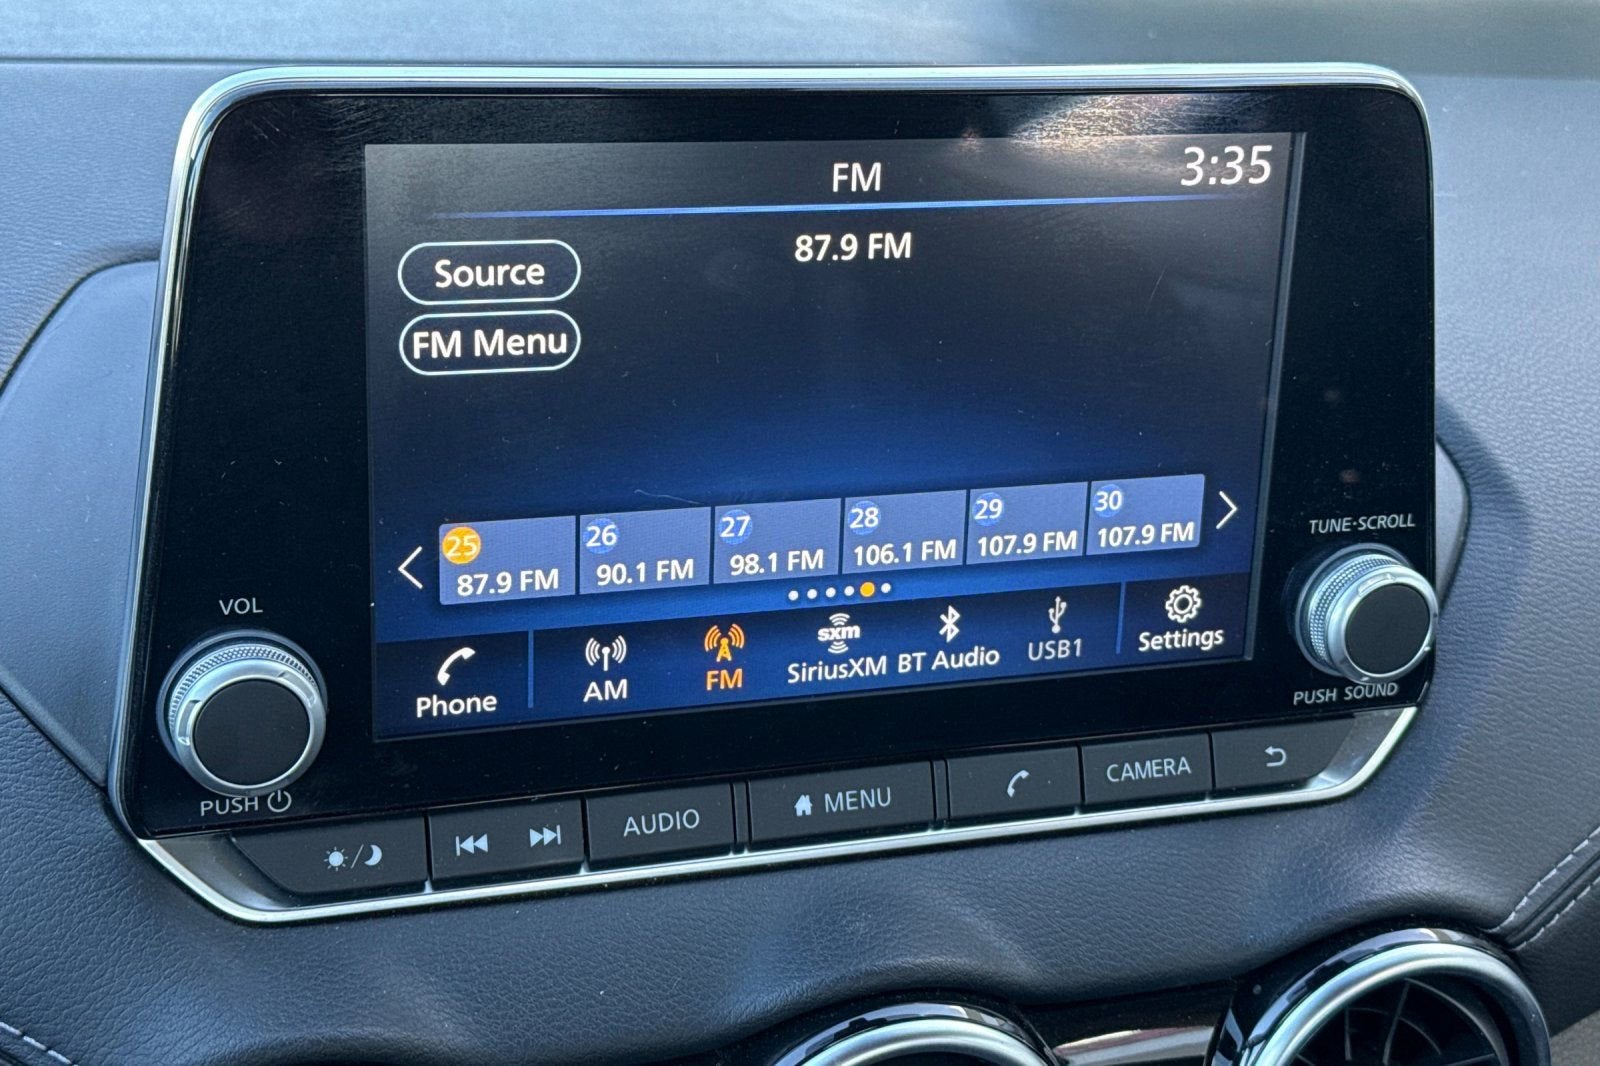 FM
3:35
87.9 FM
Source
FM Menu
25
87.9 FM
26
90.1 FM
27
98.1 FM
28
106.1 FM
29
107.9 FM
30
107.9 FM
Phone
AM
FM
sxm
SiriusXM
BT Audio
USB1
Settings
VOL
PUSH
TUNE·SCROLL
PUSH SOUND
AUDIO
MENU
CAMERA